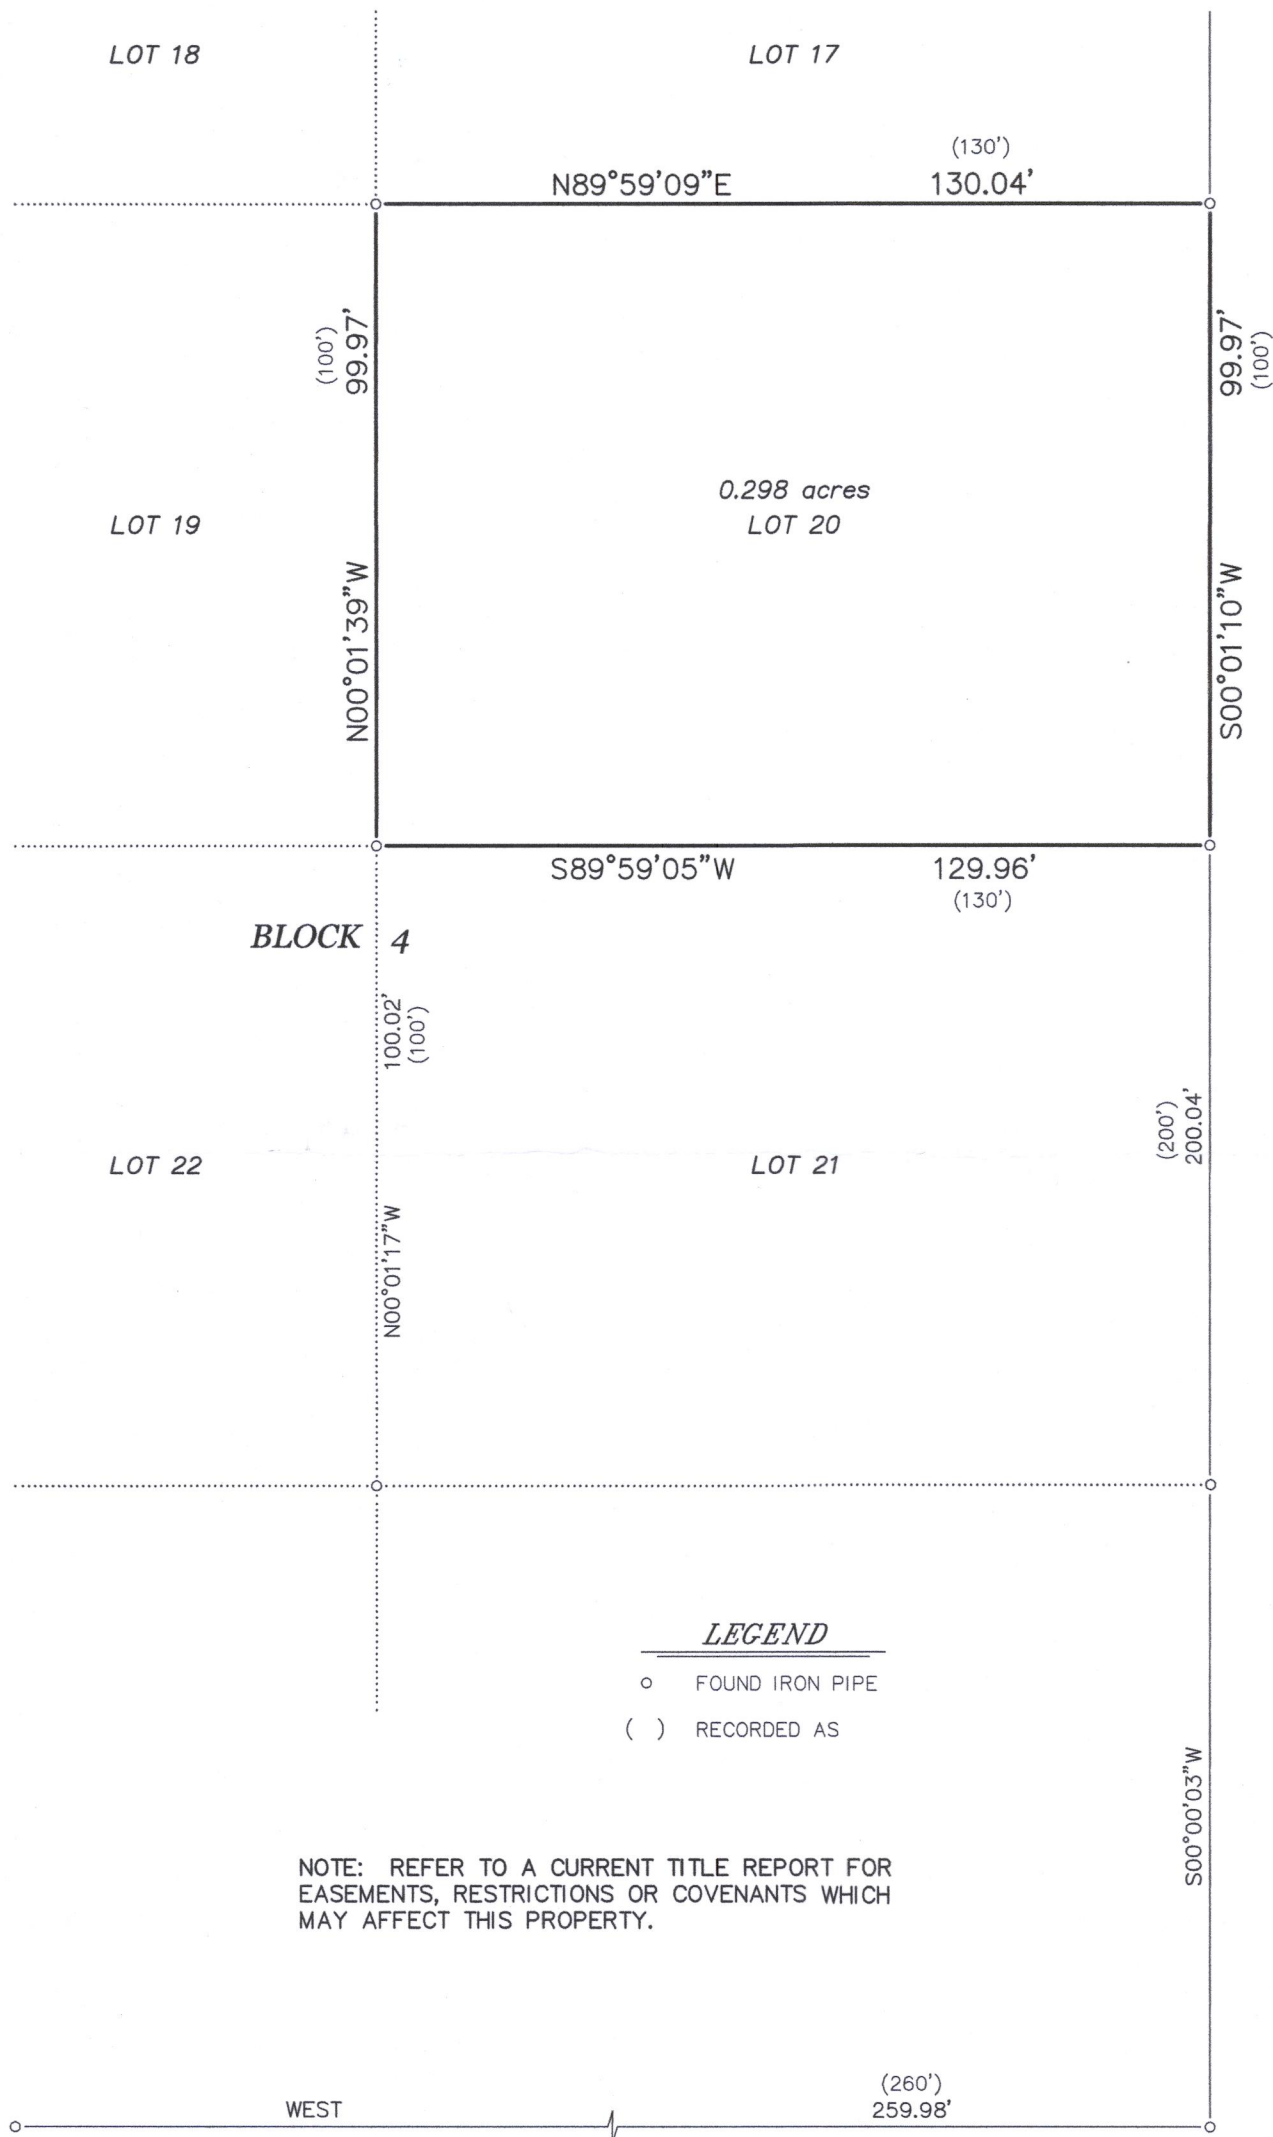 LOT 18
LOT 17
(130')
N89°59'09"E 130.04'
(100')
99.97'
N00°01'39"W
99.97'
(100')
S00°01'10"W
0.298 acres
LOT 20
LOT 19
S89°59'05"W 129.96'
(130')
BLOCK 4
100.02'
(100')
N00°01'17"W
(200')
200.04'
LOT 22
LOT 21
LEGEND
○ FOUND IRON PIPE
( ) RECORDED AS
S00°00'03"W
NOTE: REFER TO A CURRENT TITLE REPORT FOR
EASEMENTS, RESTRICTIONS OR COVENANTS WHICH
MAY AFFECT THIS PROPERTY.
(260')
WEST 259.98'